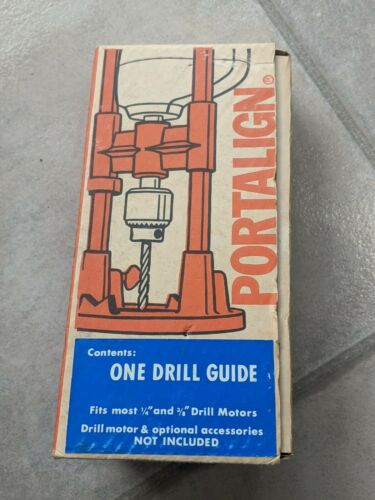 PORTALIGN®
Contents:
ONE DRILL GUIDE
Fits most ¼" and ⅜" Drill Motors
Drill motor & optional accessories
NOT INCLUDED